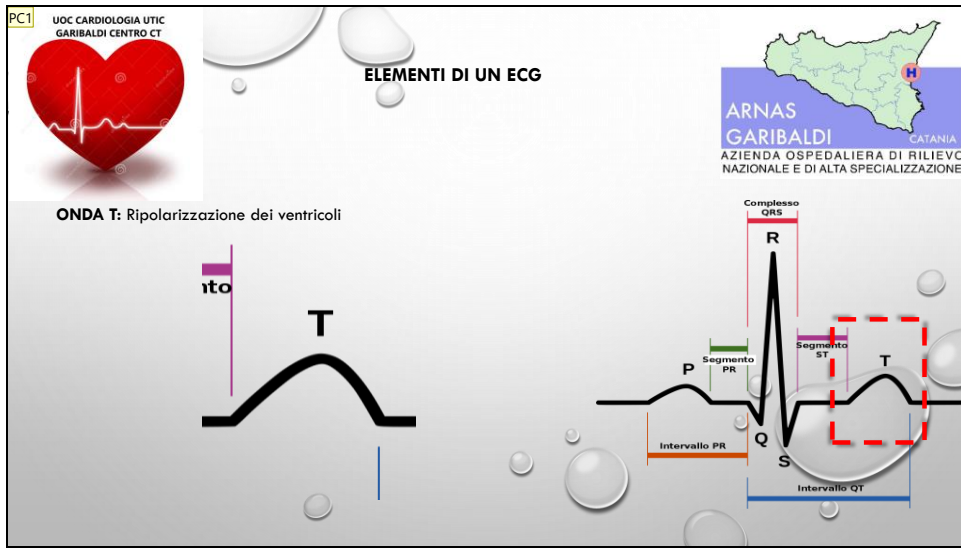 PC1
UOC CARDIOLOGIA UTIC
GARIBALDI CENTRO CT
ELEMENTI DI UN ECG
H
ARNAS
GARIBALDI
CATANIA
AZIENDA OSPEDALIERA DI RILIEVO
NAZIONALE E DI ALTA SPECIALIZZAZIONE
ONDA T: Ripolarizzazione dei ventricoli
nto
T
Complesso
QRS
R
Segmento
PR
Segmento
ST
P
T
Q
S
Intervallo PR
Intervallo QT